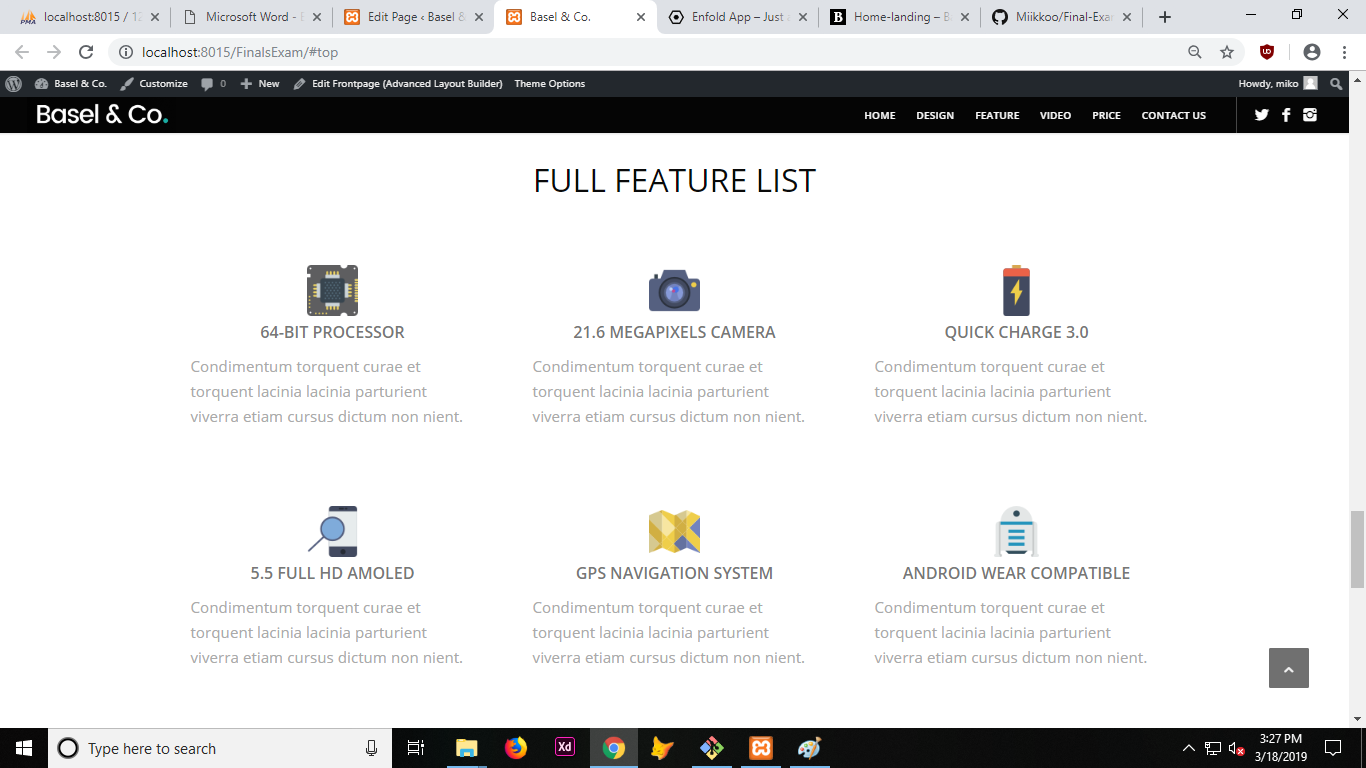 localhost:8015 / 12
Microsoft Word - E
Edit Page ‹ Basel &
Basel & Co.
Enfold App – Just a
Home-landing – B
Miikkoo/Final-Exa
localhost:8015/FinalsExam/#top
Basel & Co.
Customize
0
New
Edit Frontpage (Advanced Layout Builder)
Theme Options
Howdy, miko
Basel & Co.
HOME
DESIGN
FEATURE
VIDEO
PRICE
CONTACT US
FULL FEATURE LIST
64-BIT PROCESSOR
Condimentum torquent curae et
torquent lacinia lacinia parturient
viverra etiam cursus dictum non nient.
21.6 MEGAPIXELS CAMERA
Condimentum torquent curae et
torquent lacinia lacinia parturient
viverra etiam cursus dictum non nient.
QUICK CHARGE 3.0
Condimentum torquent curae et
torquent lacinia lacinia parturient
viverra etiam cursus dictum non nient.
5.5 FULL HD AMOLED
Condimentum torquent curae et
torquent lacinia lacinia parturient
viverra etiam cursus dictum non nient.
GPS NAVIGATION SYSTEM
Condimentum torquent curae et
torquent lacinia lacinia parturient
viverra etiam cursus dictum non nient.
ANDROID WEAR COMPATIBLE
Condimentum torquent curae et
torquent lacinia lacinia parturient
viverra etiam cursus dictum non nient.
Type here to search
Xd
3:27 PM
3/18/2019